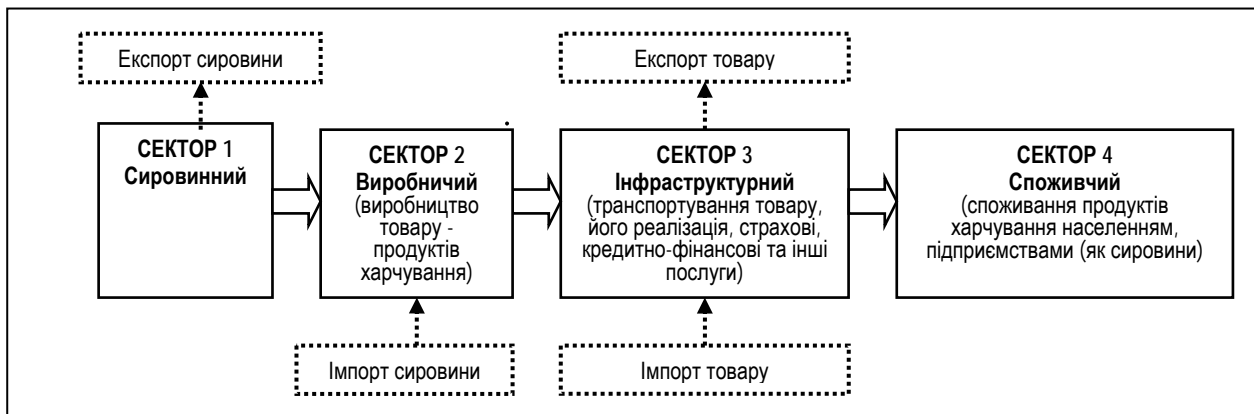 Експорт сировини
Експорт товару
СЕКТОР 1
Сировинний
СЕКТОР 2
Виробничий
(виробництво
товару -
продуктів
харчування)
СЕКТОР 3
Інфраструктурний
(транспортування товару,
його реалізація, страхові,
кредитно-фінансові та інші
послуги)
СЕКТОР 4
Споживчий
(споживання продуктів
харчування населенням,
підприємствами (як сировини)
Імпорт сировини
Імпорт товару